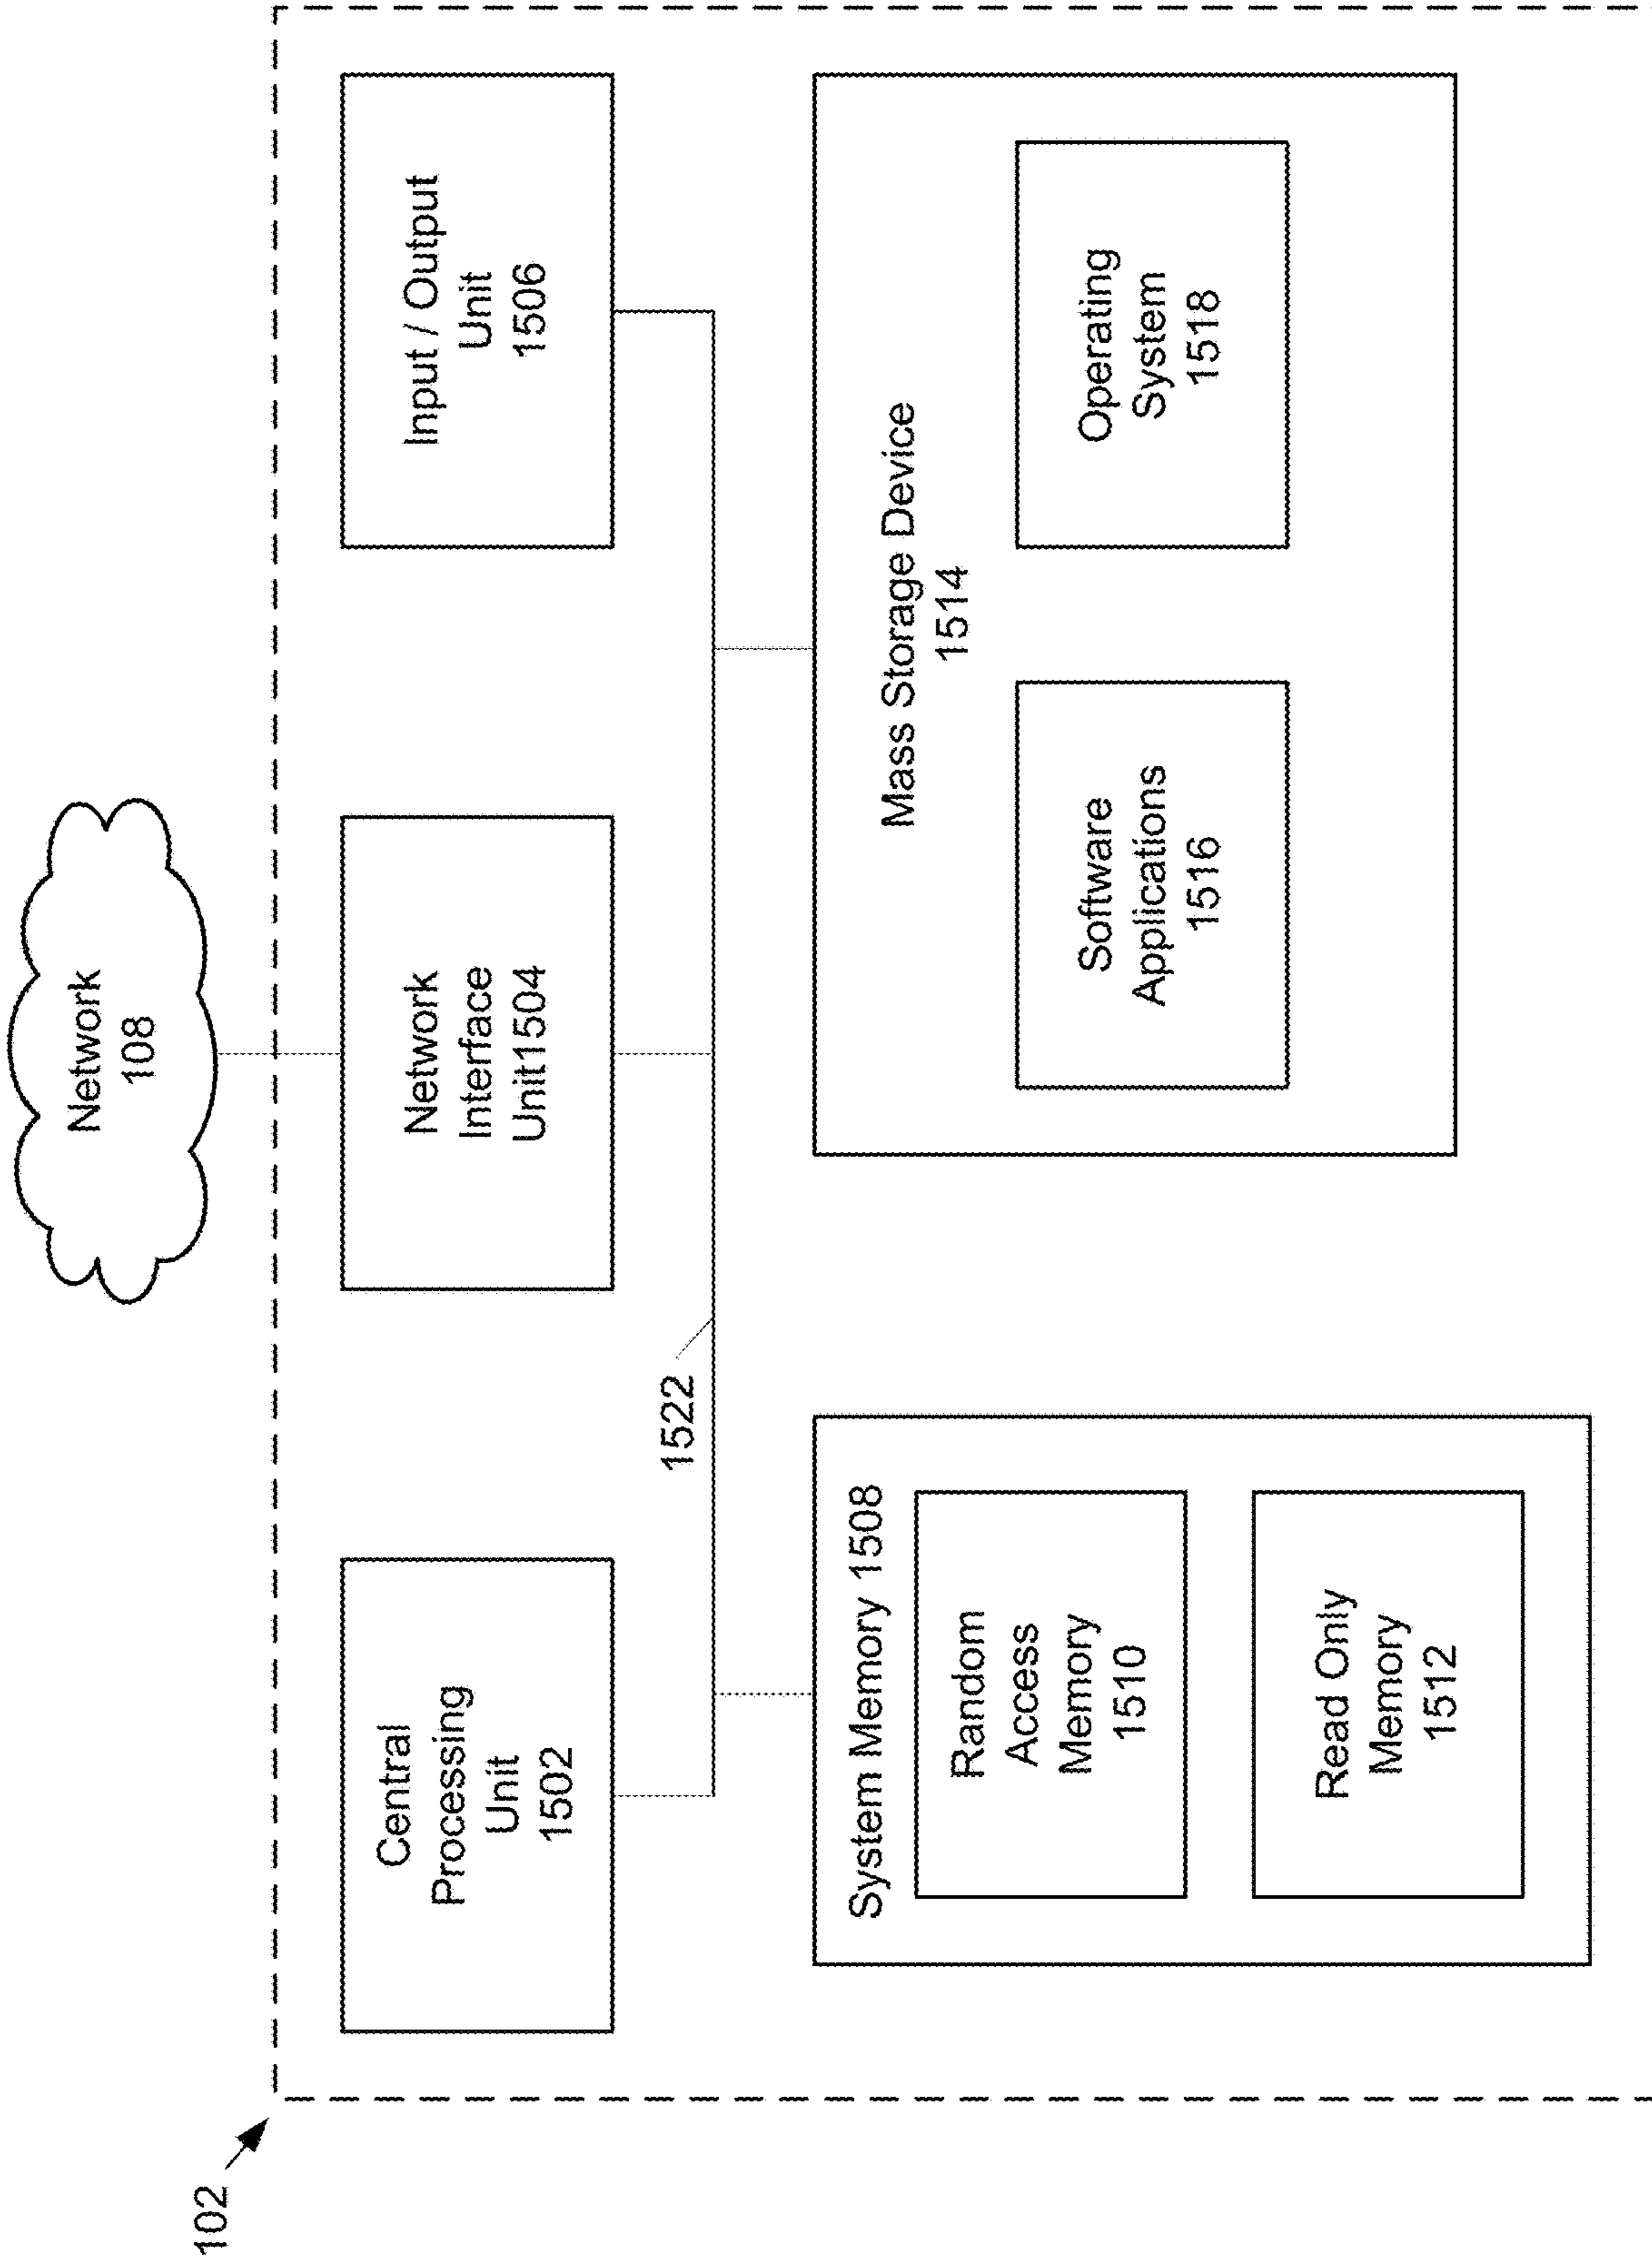 102
Network
108
Central
Processing
Unit
1502
Network
Interface
Unit1504
Input / Output
Unit
1506
1522
System Memory 1508
Random
Access
Memory
1510
Read Only
Memory
1512
Mass Storage Device
1514
Software
Applications
1516
Operating
System
1518